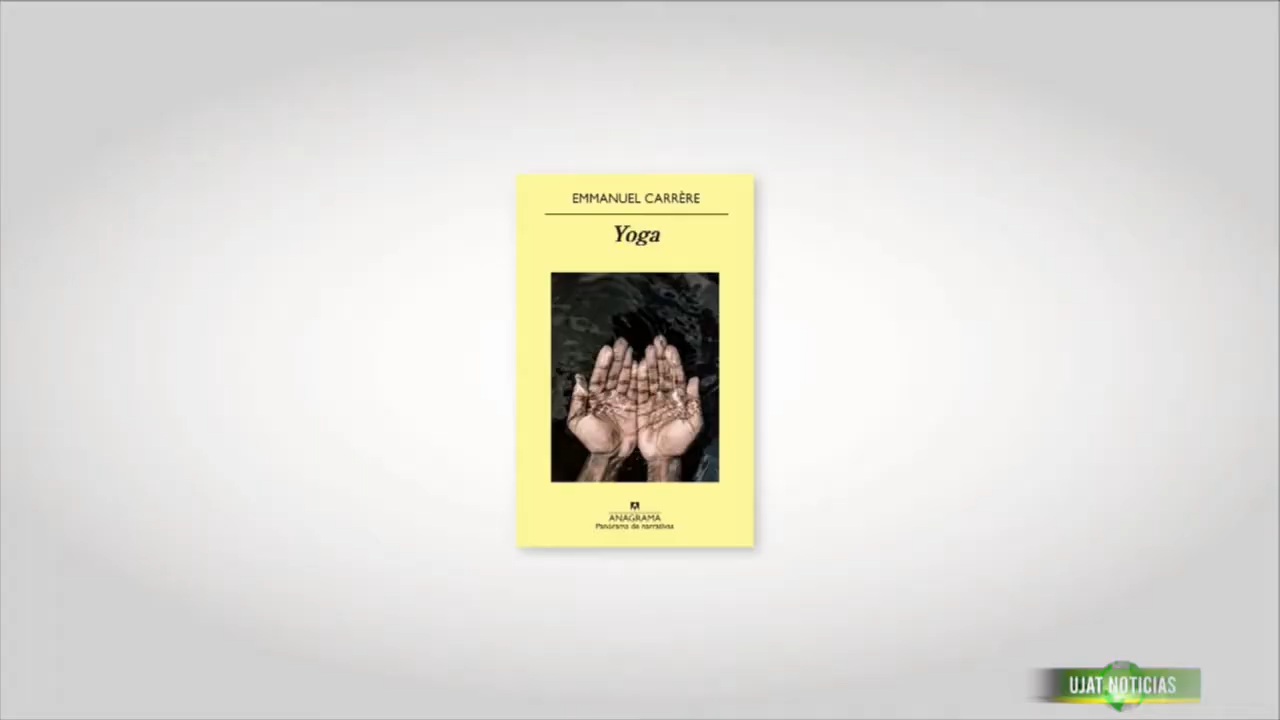 EMMANUEL CARRÈRE
Yoga
ANAGRAMA
Panorama de narrativas
UJAT NOTICIAS